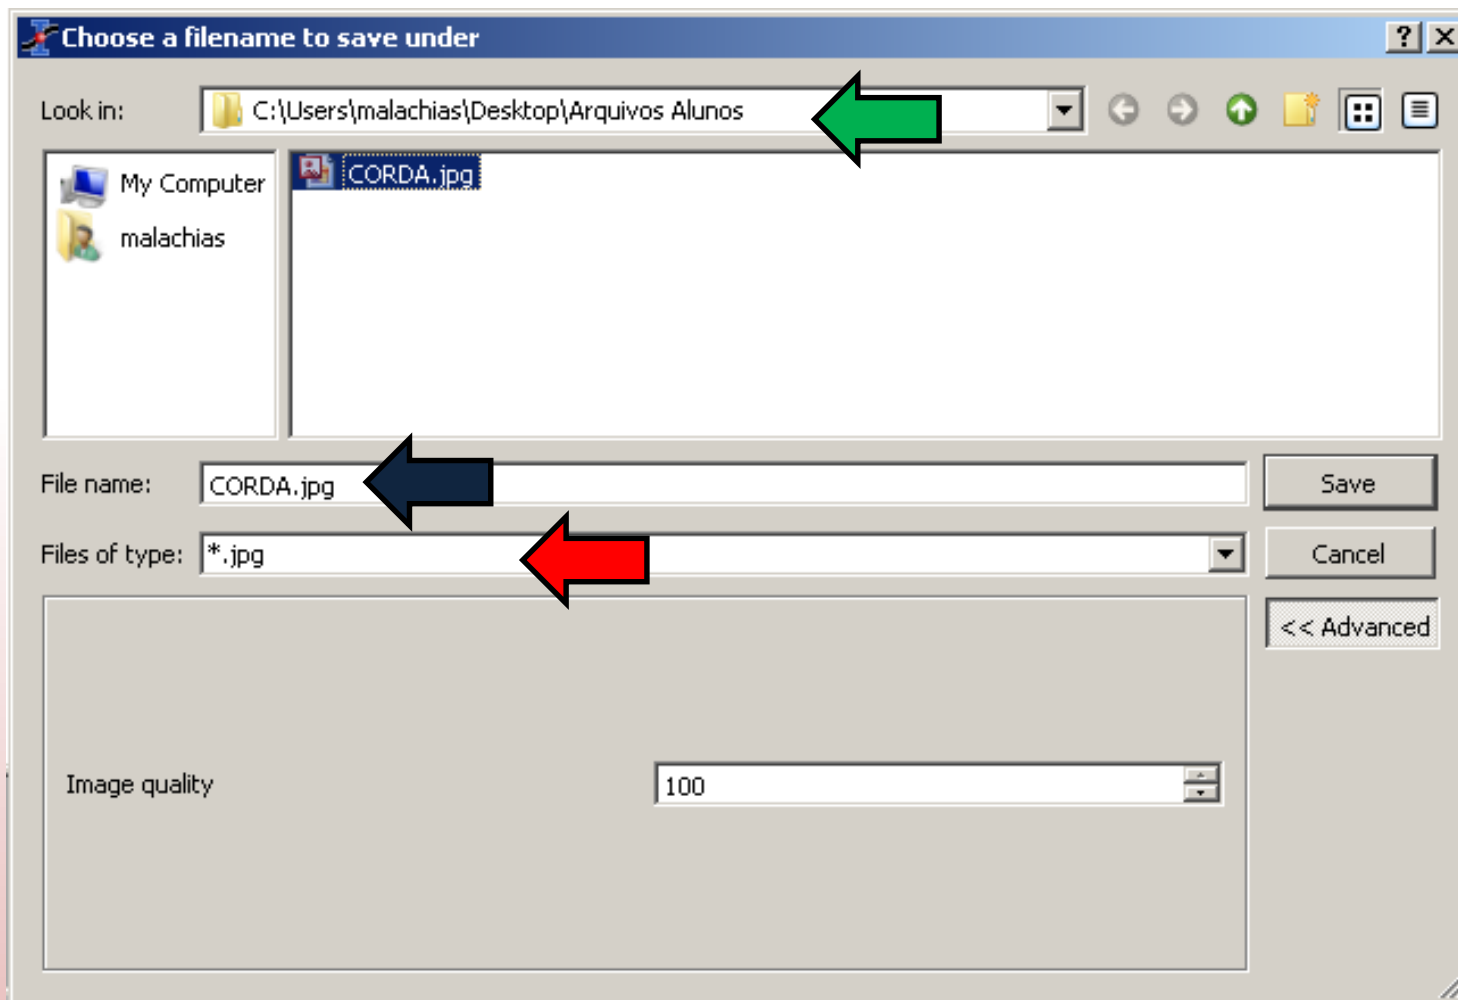 Choose a filename to save under
Look in: C:\Users\malachias\Desktop\Arquivos Alunos
My Computer
malachias
CORDA.jpg
File name: CORDA.jpg Save
Files of type: *.jpg Cancel
<< Advanced
Image quality 100